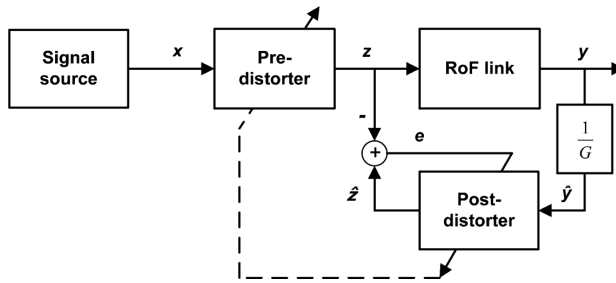 Signal
source
x
Pre-
distorter
z
RoF link
y
-
+
e
1
G
ẑ
Post-
distorter
ŷ